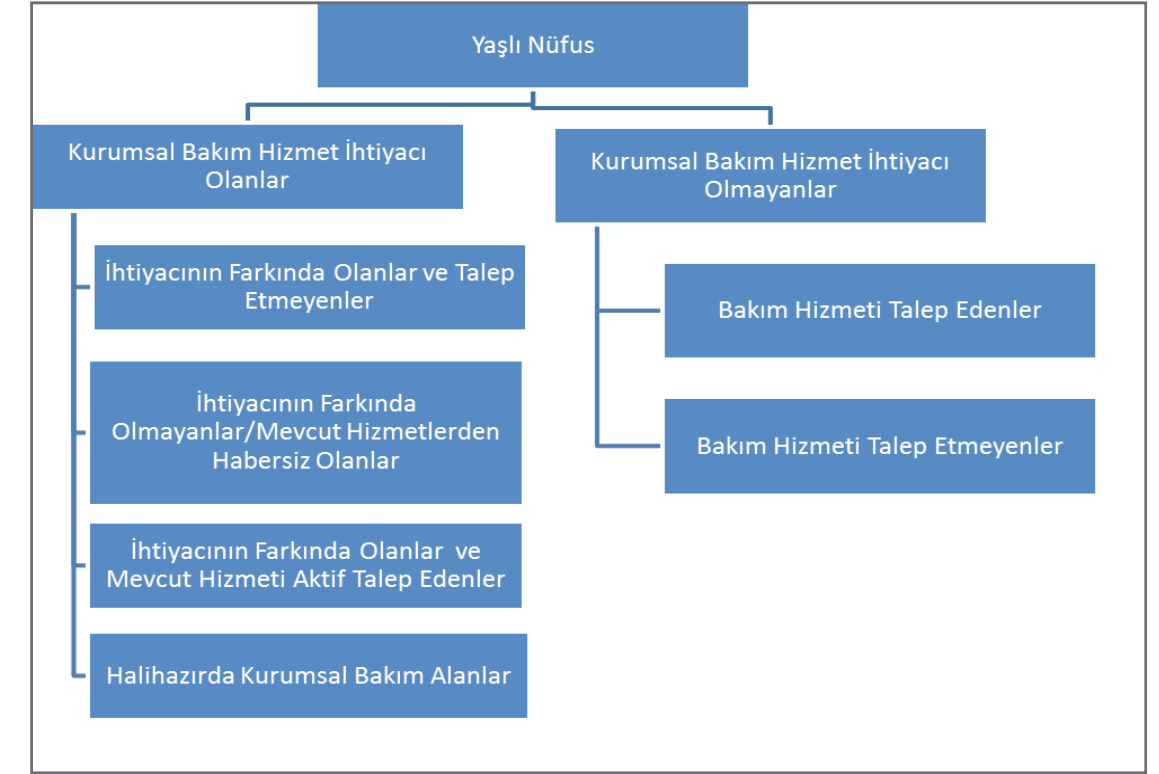 Yaşlı Nüfus
Kurumsal Bakım Hizmet İhtiyacı
Olanlar
İhtiyacının Farkında Olanlar ve Talep
Etmeyenler
İhtiyacının Farkında
Olmayanlar/Mevcut Hizmetlerden
Habersiz Olanlar
İhtiyacının Farkında Olanlar ve
Mevcut Hizmeti Aktif Talep Edenler
Halihazırda Kurumsal Bakım Alanlar
Kurumsal Bakım Hizmet İhtiyacı
Olmayanlar
Bakım Hizmeti Talep Edenler
Bakım Hizmeti Talep Etmeyenler